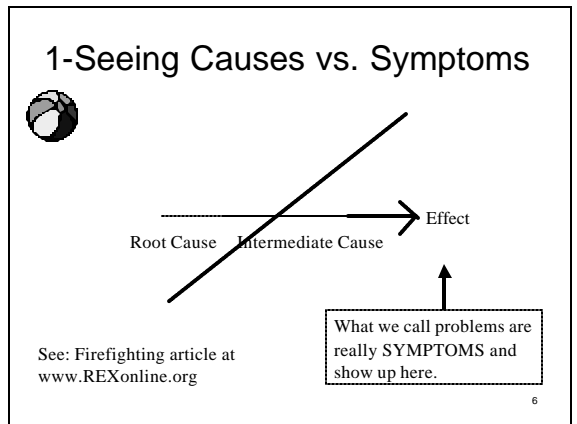 1-Seeing Causes vs. Symptoms
Effect
Root Cause
Intermediate Cause
What we call problems are
really SYMPTOMS and
show up here.
See: Firefighting article at
www.REXonline.org
6